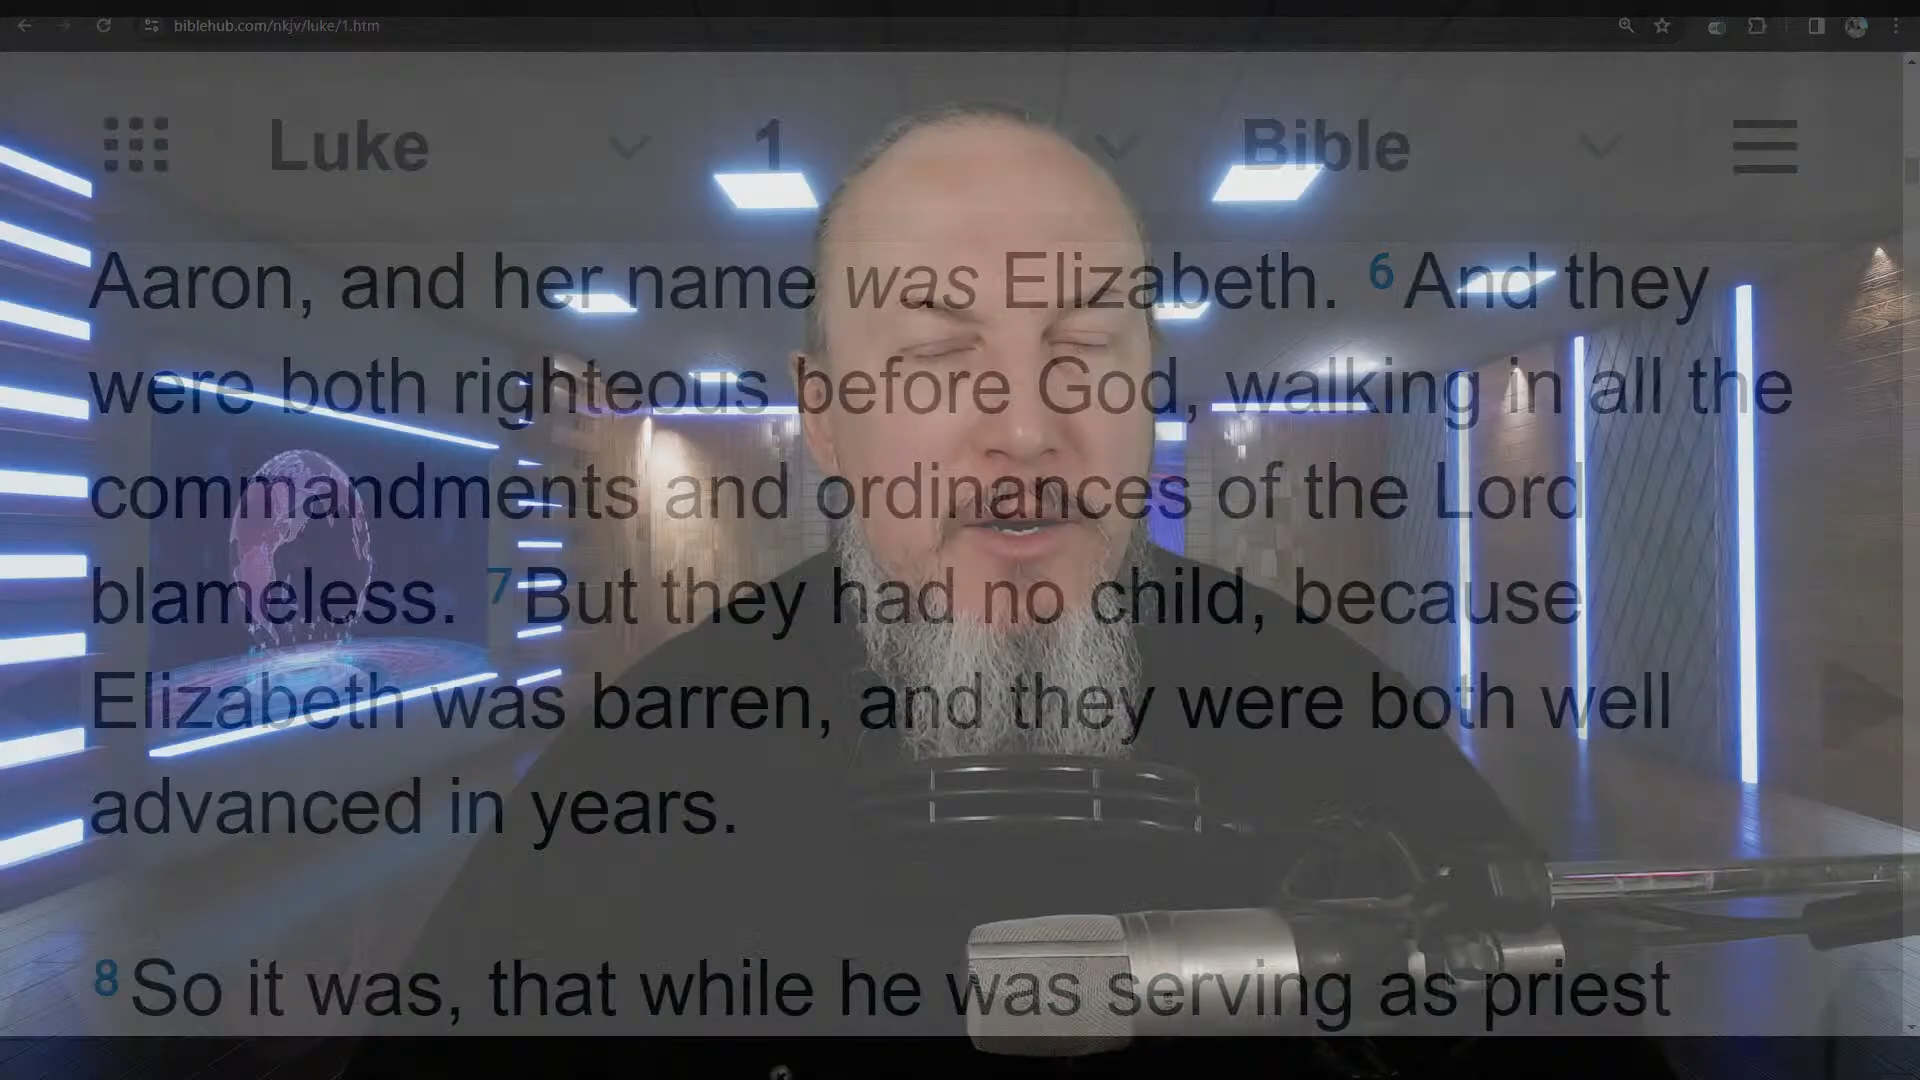 biblehub.com/nkjv/luke/1.htm
Luke 1 Bible
Aaron, and her name was Elizabeth. 6 And they
were both righteous before God, walking in all the
commandments and ordinances of the Lord
blameless. 7 But they had no child, because
Elizabeth was barren, and they were both well
advanced in years.
8 So it was, that while he was serving as priest